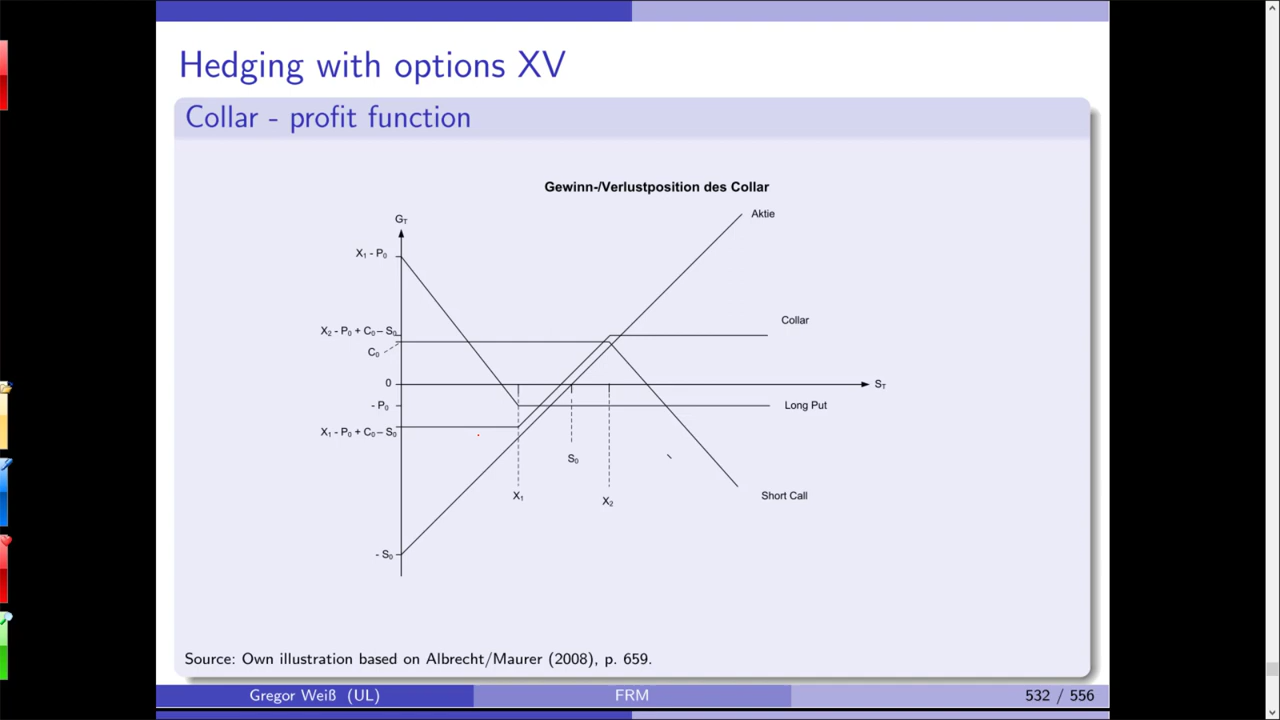 Hedging with options XV
Collar - profit function
Gewinn-/Verlustposition des Collar
Aktie
G_T
X₁ - P₀
Collar
X₂ - P₀ + C₀ – S₀
C₀
0
S_T
- P₀
Long Put
X₁ - P₀ + C₀ – S₀
S₀
X₁
X₂
Short Call
- S₀
Source: Own illustration based on Albrecht/Maurer (2008), p. 659.
Gregor Weiß (UL) FRM 532 / 556